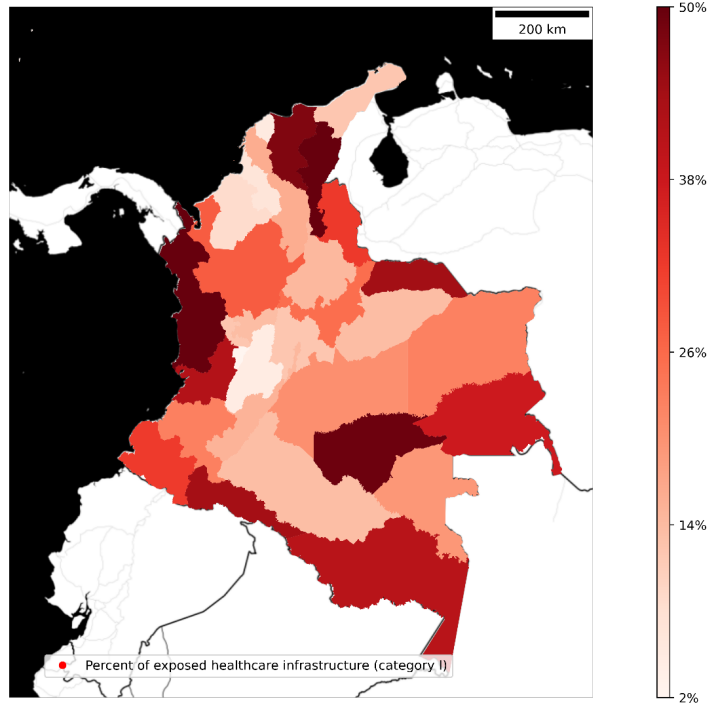 200 km
50%
38%
26%
14%
2%
Percent of exposed healthcare infrastructure (category I)